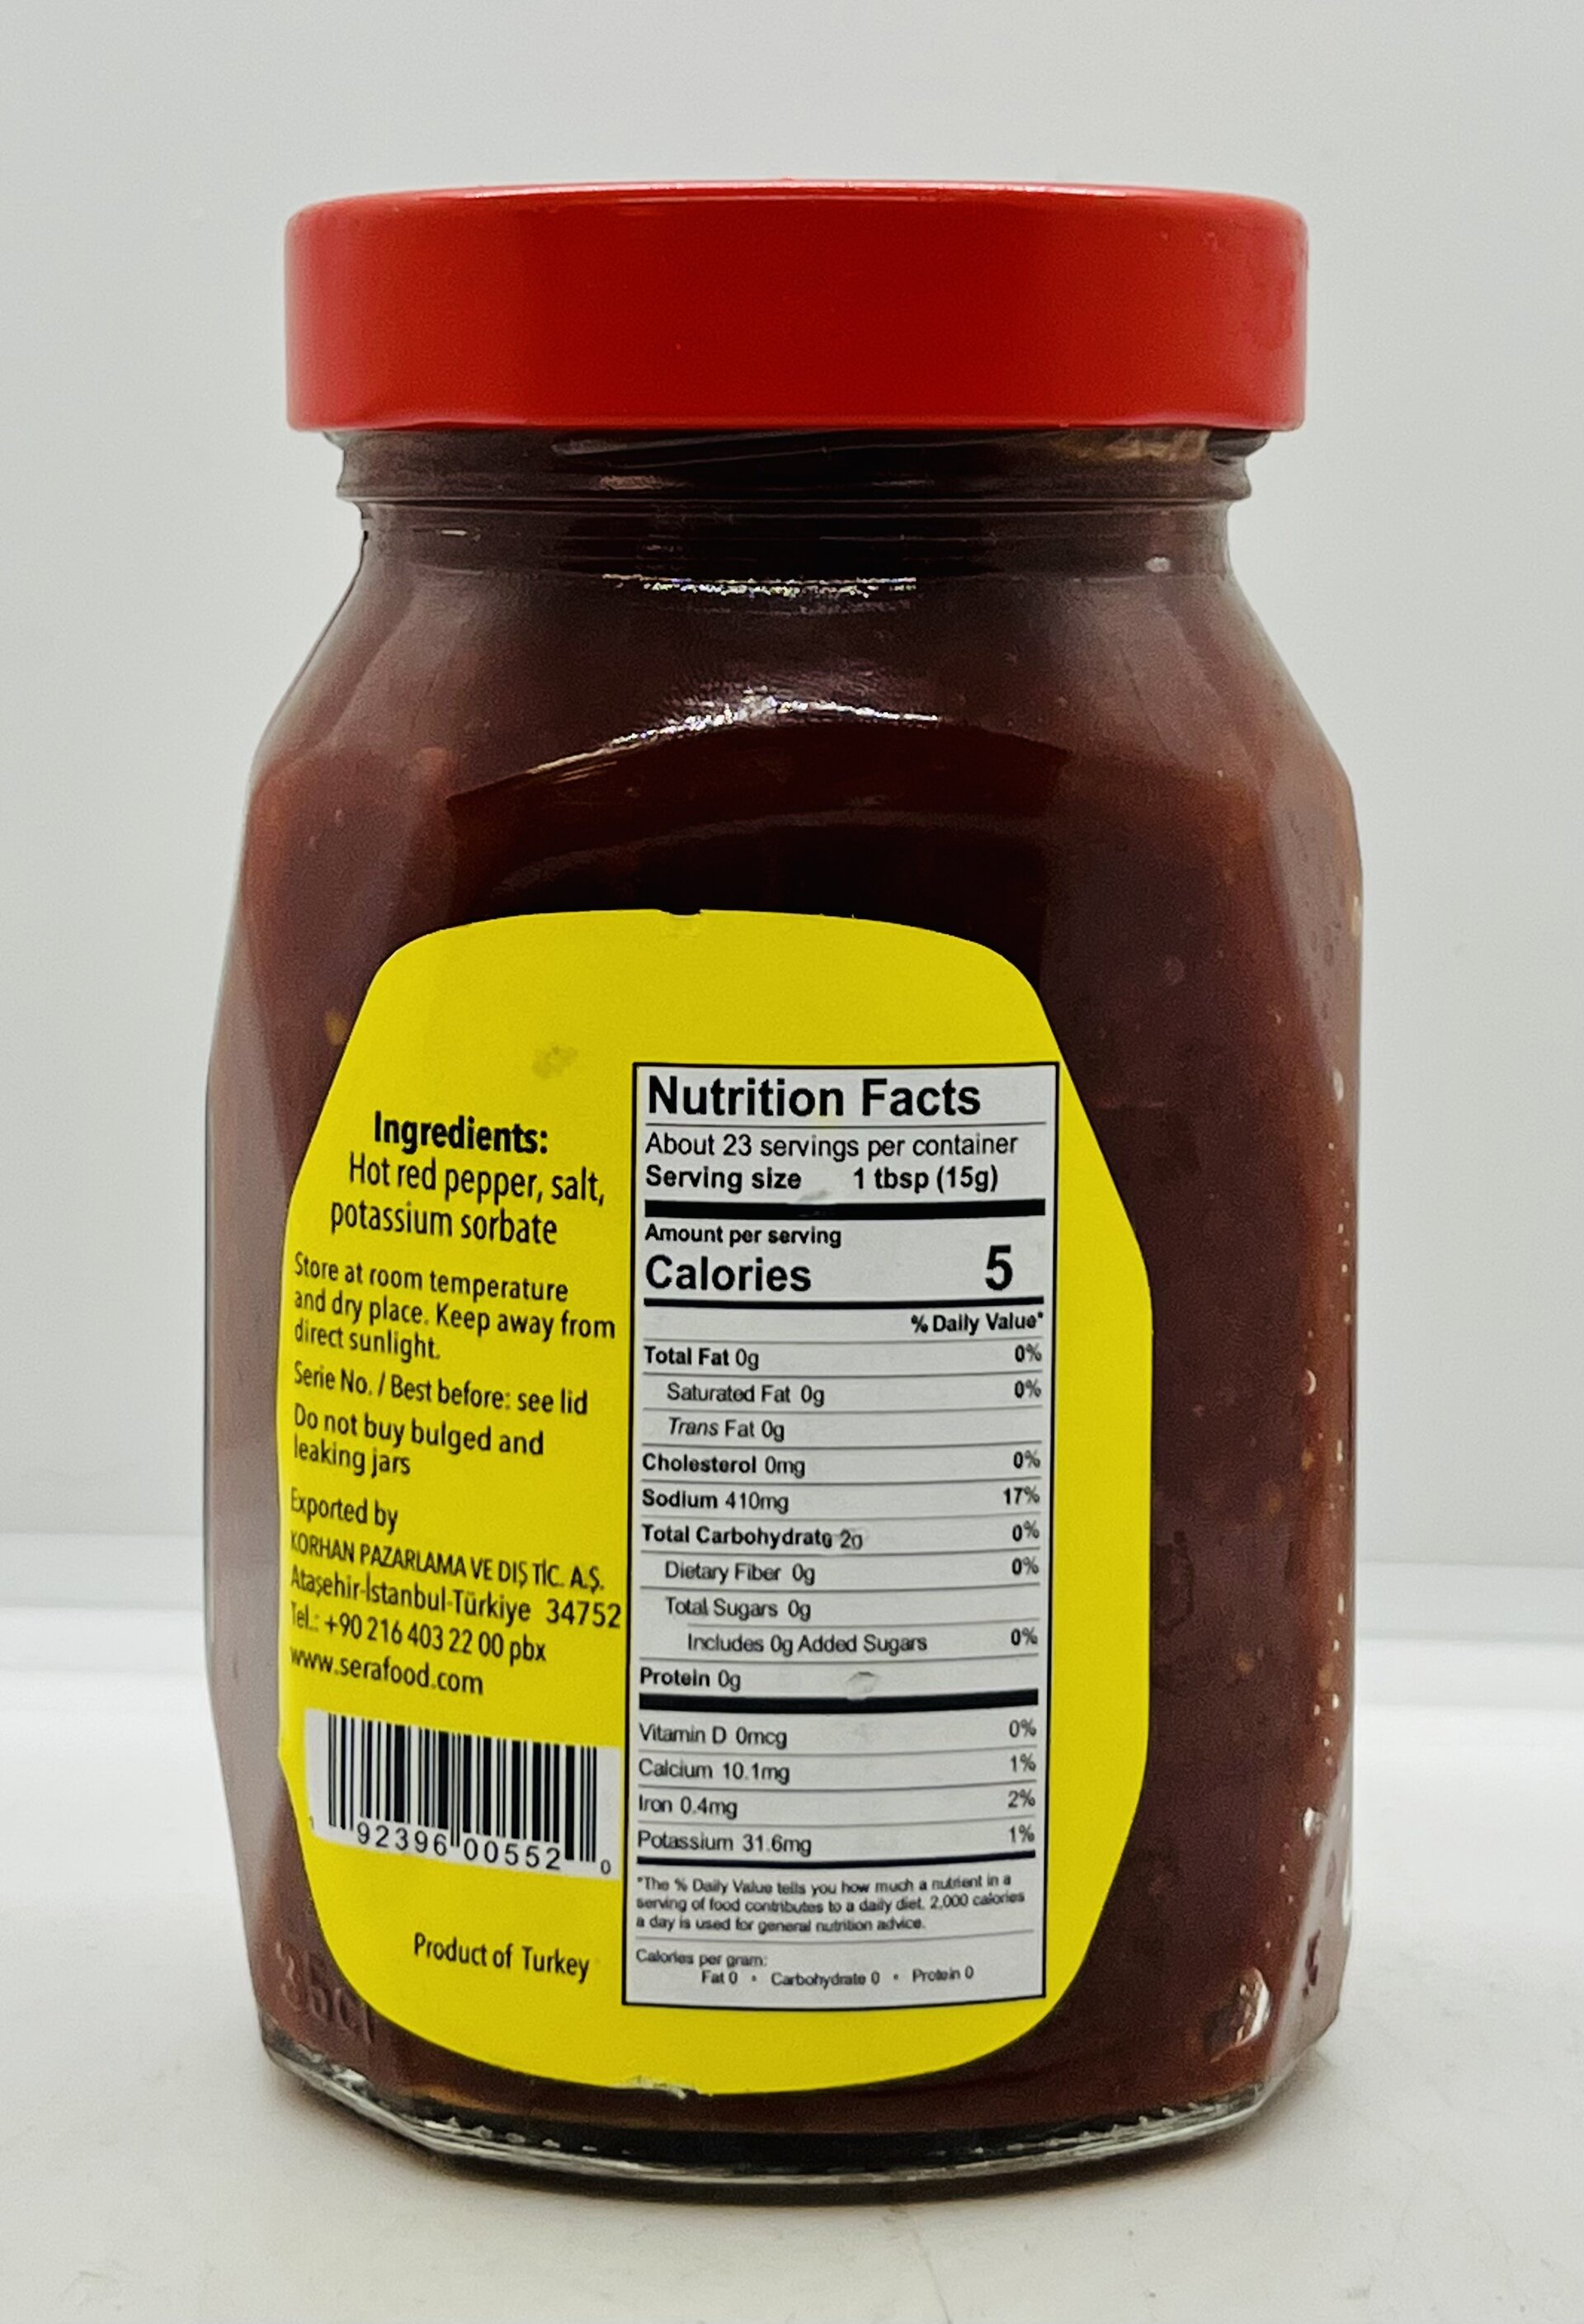 Ingredients:
Hot red pepper, salt,
potassium sorbate
Store at room temperature
and dry place. Keep away from
direct sunlight.
Serie No. / Best before: see lid
Do not buy bulged and
leaking jars
Exported by
KORHAN PAZARLAMA VE DIŞ TİC. A.Ş.
Ataşehir-İstanbul-Türkiye 34752
Tel.: +90 216 403 22 00 pbx
www.serafood.com
1 92396 00552 0
Product of Turkey
35cl
Nutrition Facts
About 23 servings per container
Serving size 1 tbsp (15g)
Amount per serving
Calories 5
% Daily Value*
Total Fat 0g 0%
Saturated Fat 0g 0%
Trans Fat 0g
Cholesterol 0mg 0%
Sodium 410mg 17%
Total Carbohydrate 2g 0%
Dietary Fiber 0g 0%
Total Sugars 0g
Includes 0g Added Sugars 0%
Protein 0g
Vitamin D 0mcg 0%
Calcium 10.1mg 1%
Iron 0.4mg 2%
Potassium 31.6mg 1%
*The % Daily Value tells you how much a nutrient in a
serving of food contributes to a daily diet. 2,000 calories
a day is used for general nutrition advice.
Calories per gram:
Fat 0 • Carbohydrate 0 • Protein 0